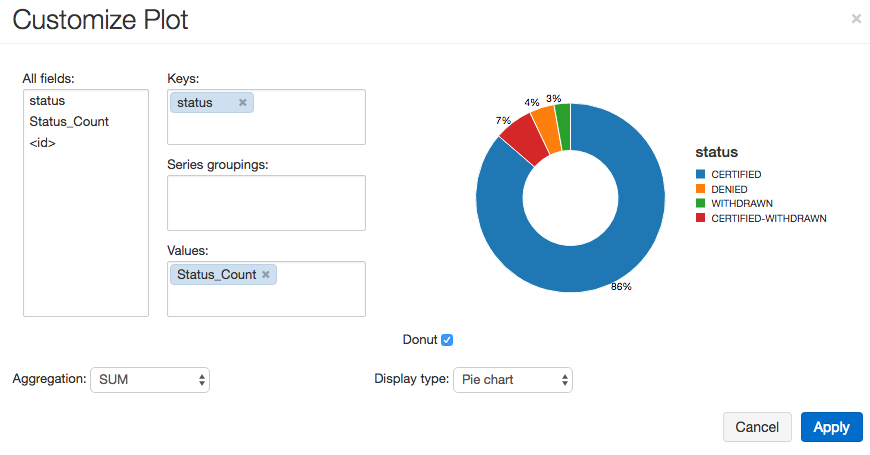 Customize Plot ×
All fields:
status
Status_Count
<id>
Keys:
status ×
Series groupings:
Values:
Status_Count ×
3%
4%
7%
86%
status
CERTIFIED
DENIED
WITHDRAWN
CERTIFIED-WITHDRAWN
Donut
Aggregation: SUM
Display type: Pie chart
Cancel Apply